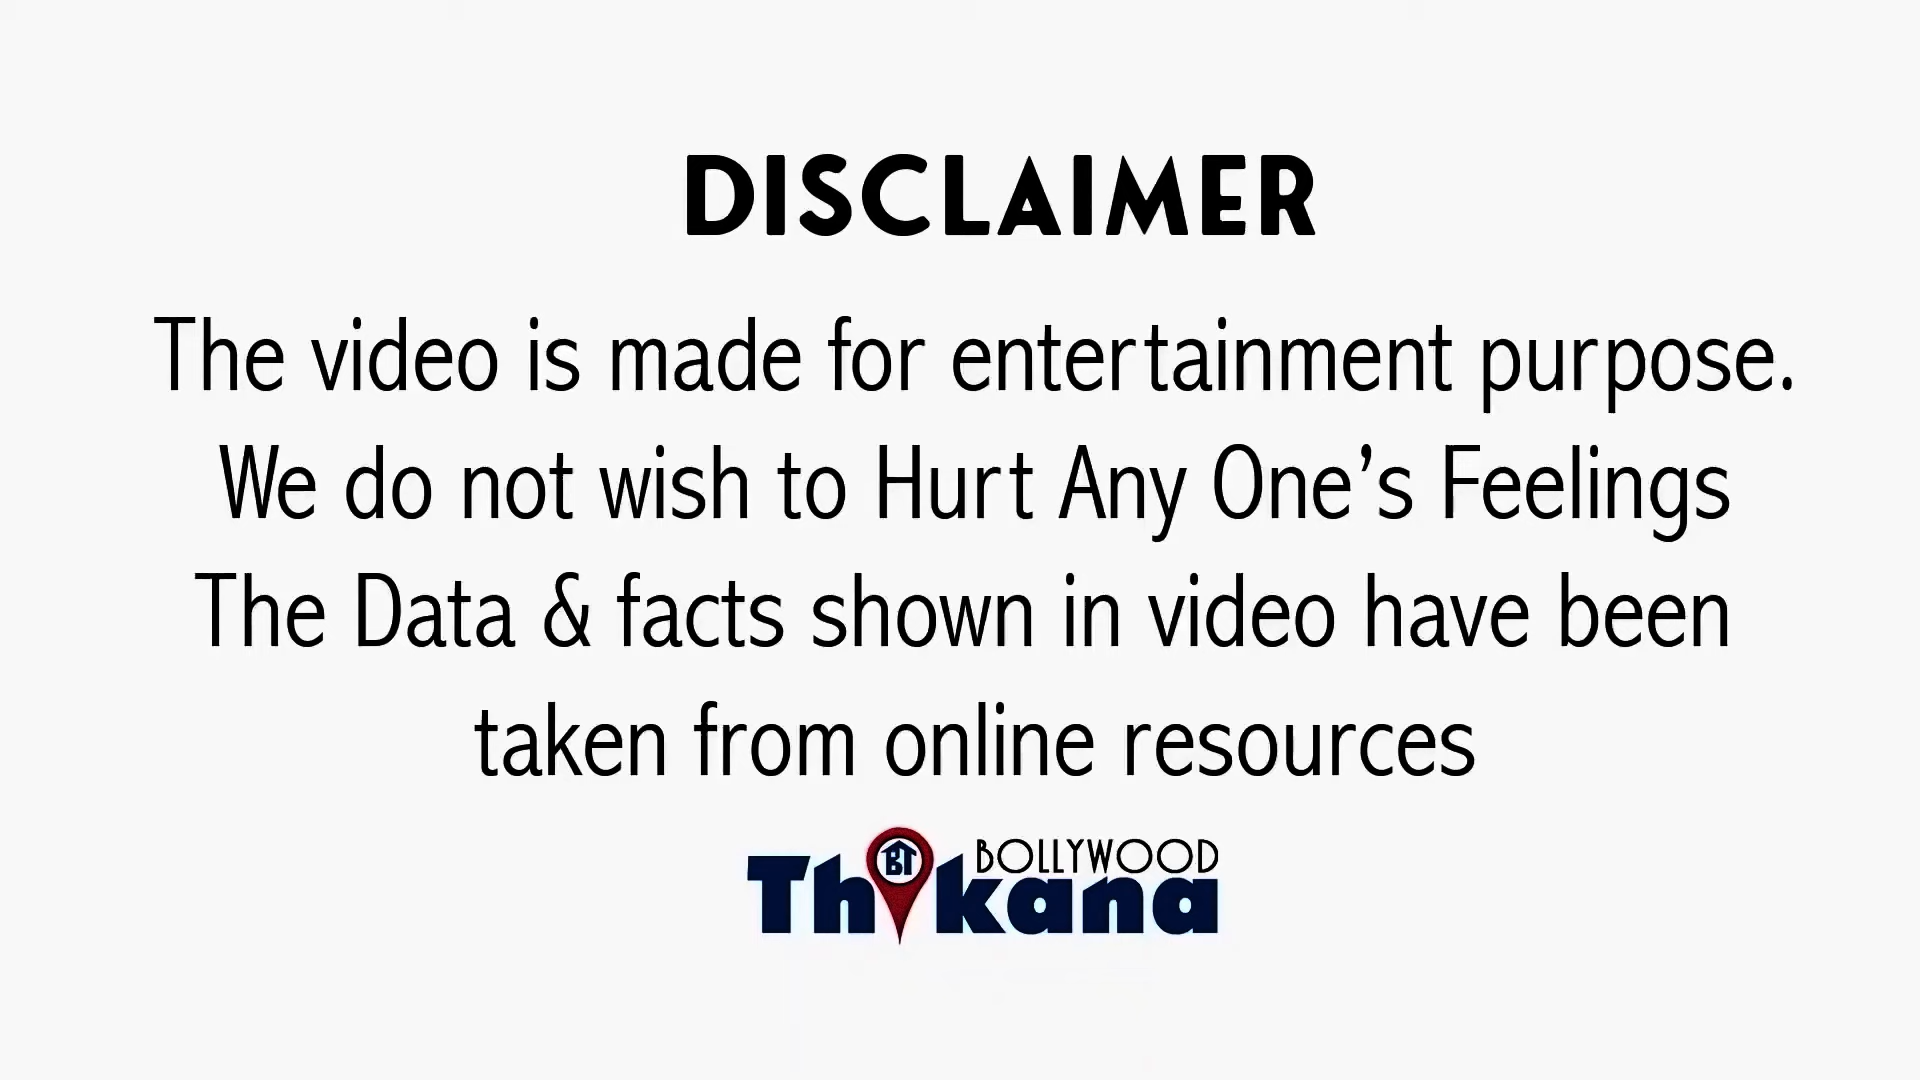 DISCLAIMER
The video is made for entertainment purpose.
We do not wish to Hurt Any One’s Feelings
The Data & facts shown in video have been
taken from online resources
BT
BOLLYWOOD
Thikana